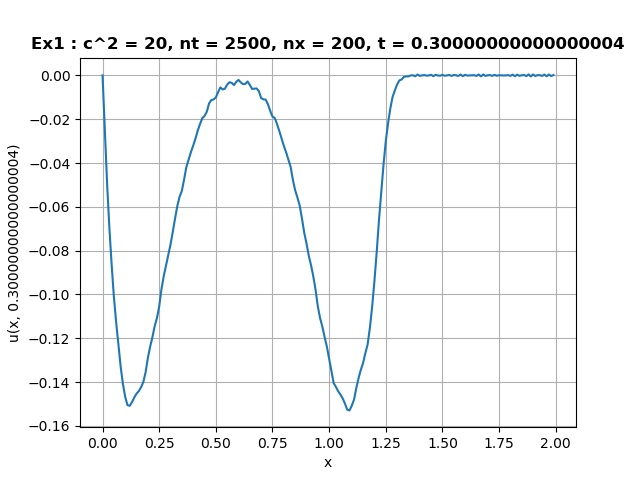 Ex1 : c^2 = 20, nt = 2500, nx = 200, t = 0.30000000000000004
0.00
−0.02
−0.04
−0.06
−0.08
−0.10
−0.12
−0.14
−0.16
u(x, 0.30000000000000004)
0.00 0.25 0.50 0.75 1.00 1.25 1.50 1.75 2.00
x